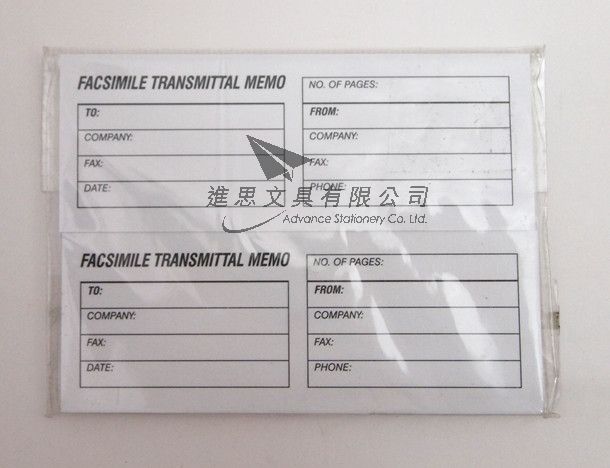 FACSIMILE TRANSMITTAL MEMO
NO. OF PAGES:
TO:
FROM:
COMPANY:
COMPANY:
FAX:
FAX:
DATE:
PHONE:
進思文具有限公司
Advance Stationery Co. Ltd.
FACSIMILE TRANSMITTAL MEMO
NO. OF PAGES:
TO:
FROM:
COMPANY:
COMPANY:
FAX:
FAX:
DATE:
PHONE: